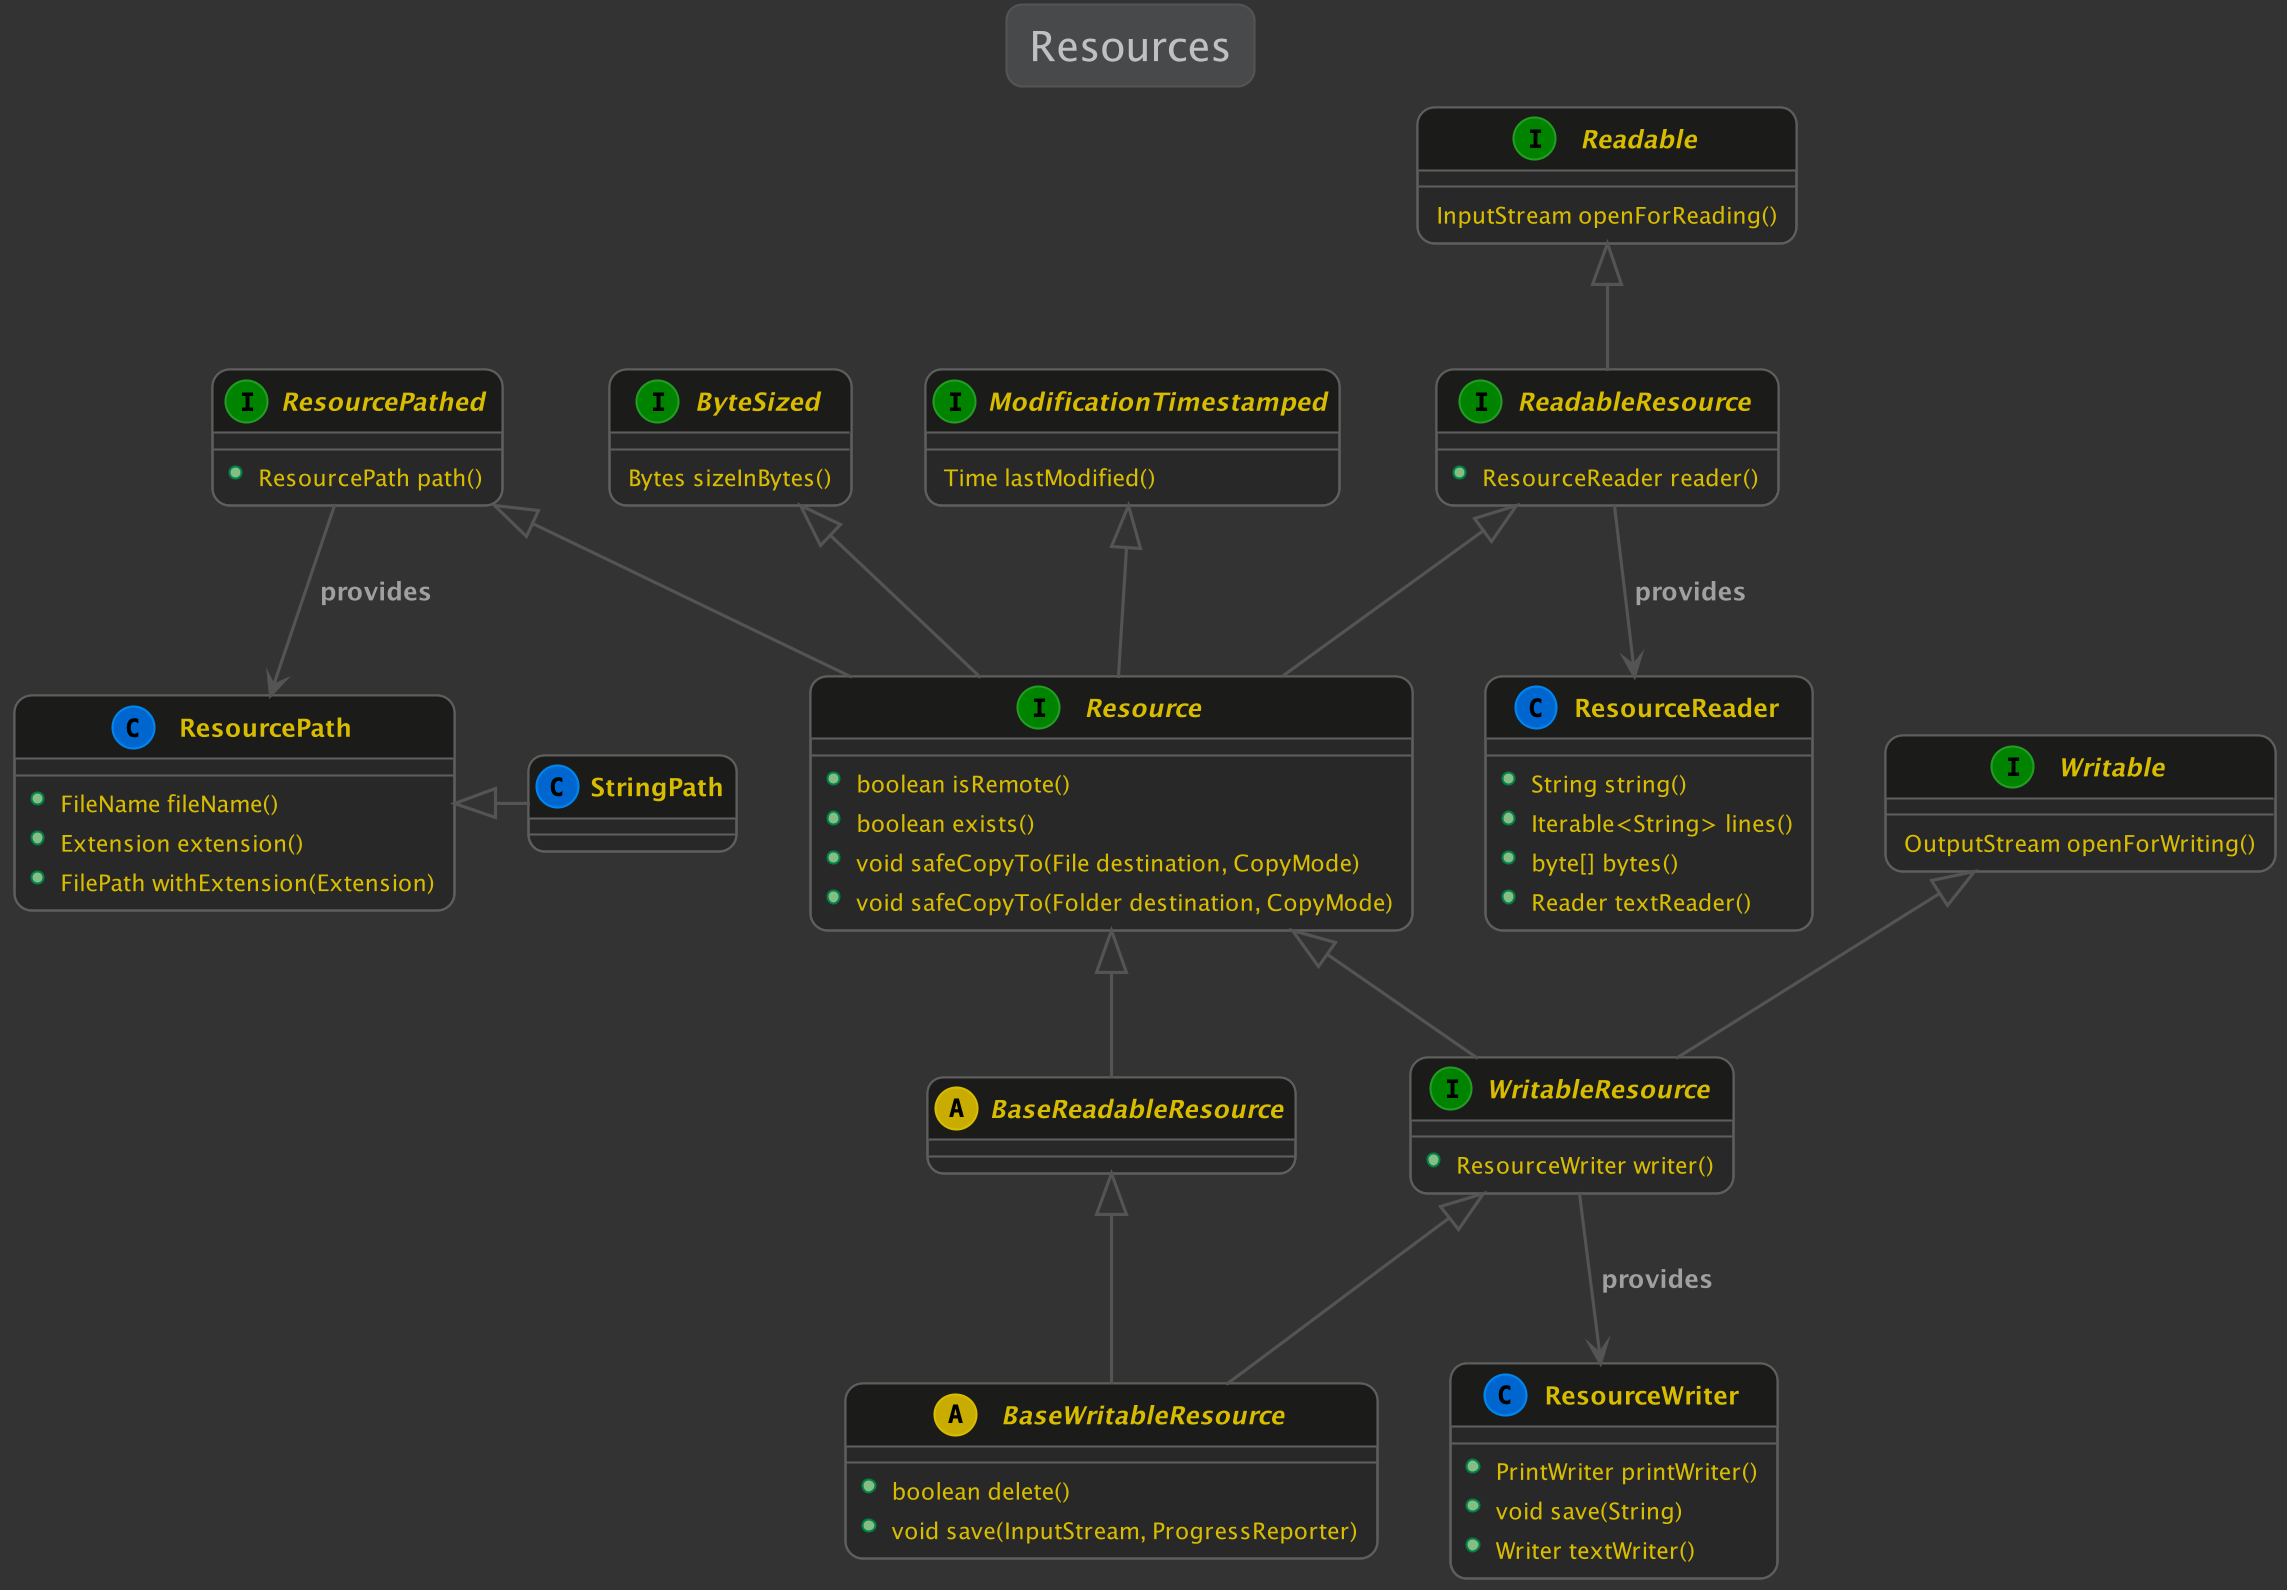 Resources
I Readable
InputStream openForReading()
I ResourcePathed
ResourcePath path()
I ByteSized
Bytes sizeInBytes()
I ModificationTimestamped
Time lastModified()
I ReadableResource
ResourceReader reader()
provides
provides
C ResourcePath
FileName fileName()
Extension extension()
FilePath withExtension(Extension)
C StringPath
I Resource
boolean isRemote()
boolean exists()
void safeCopyTo(File destination, CopyMode)
void safeCopyTo(Folder destination, CopyMode)
C ResourceReader
String string()
Iterable<String> lines()
byte[] bytes()
Reader textReader()
I Writable
OutputStream openForWriting()
A BaseReadableResource
I WritableResource
ResourceWriter writer()
provides
A BaseWritableResource
boolean delete()
void save(InputStream, ProgressReporter)
C ResourceWriter
PrintWriter printWriter()
void save(String)
Writer textWriter()